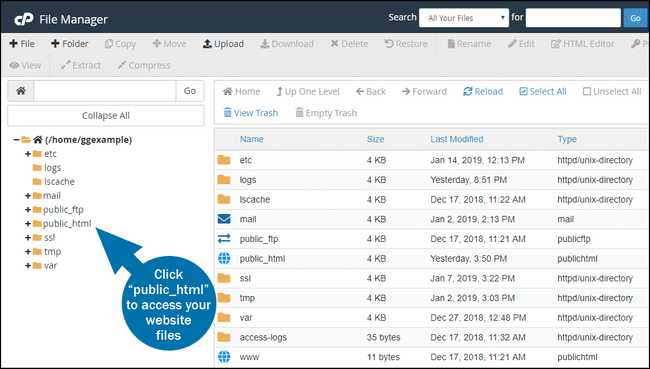 cP File Manager Search All Your Files for Go
File Folder Copy Move Upload Download Delete Restore Rename Edit HTML Editor
View Extract Compress
Go Home Up One Level Back Forward Reload Select All Unselect All
Collapse All View Trash Empty Trash
(/home/ggexample)
etc
logs
lscache
mail
public_ftp
public_html
ssl
tmp
var
Click
“public_html”
to access your
website
files
Name Size Last Modified Type
etc 4 KB Jan 14, 2019, 12:13 PM httpd/unix-directory
logs 4 KB Yesterday, 8:51 PM httpd/unix-directory
lscache 4 KB Dec 17, 2018, 11:22 AM httpd/unix-directory
mail 4 KB Jan 2, 2019, 2:13 PM mail
public_ftp 4 KB Dec 17, 2018, 11:21 AM publicftp
public_html 4 KB Yesterday, 3:50 PM publichtml
ssl 4 KB Jan 7, 2019, 3:22 PM httpd/unix-directory
tmp 4 KB Jan 2, 2019, 3:03 PM httpd/unix-directory
var 4 KB Dec 27, 2018, 12:48 PM httpd/unix-directory
access-logs 35 bytes Dec 17, 2018, 11:32 AM httpd/unix-directory
www 11 bytes Dec 17, 2018, 11:21 AM publichtml